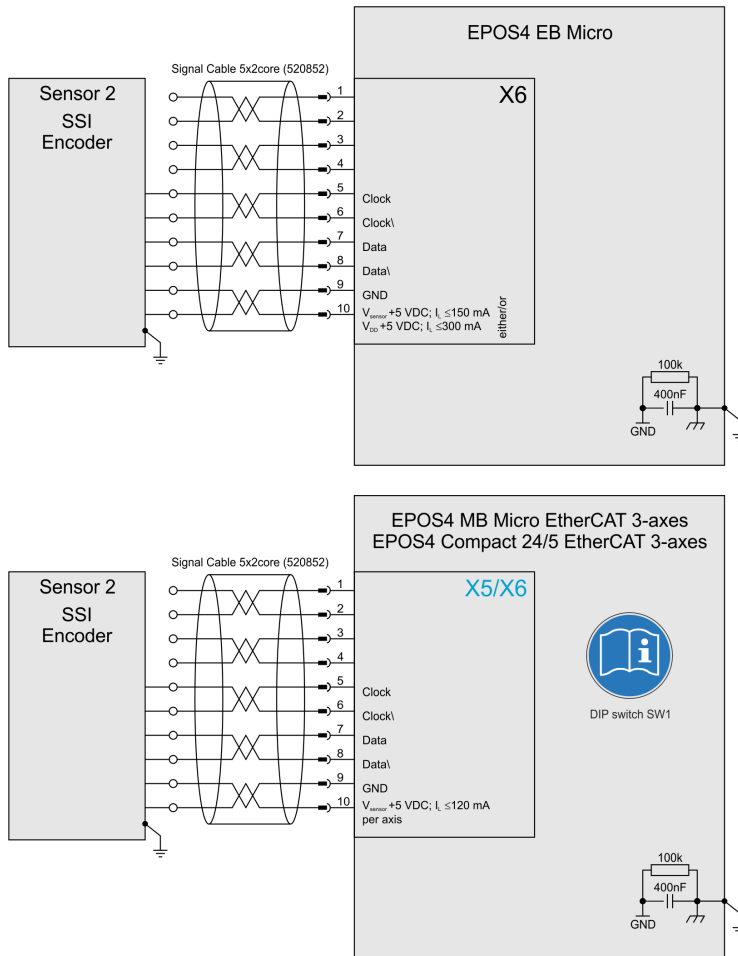 EPOS4 EB Micro
Signal Cable 5x2core (520852)
Sensor 2
SSI
Encoder
X6
1
2
3
4
5
Clock
6
Clock\
7
Data
8
Data\
9
GND
10
Vsensor +5 VDC; IL ≤150 mA
VDD +5 VDC; IL ≤300 mA
either/or
100k
400nF
GND
EPOS4 MB Micro EtherCAT 3-axes
EPOS4 Compact 24/5 EtherCAT 3-axes
Signal Cable 5x2core (520852)
Sensor 2
SSI
Encoder
X5/X6
1
2
3
4
5
Clock
6
Clock\
7
Data
8
Data\
9
GND
10
Vsensor +5 VDC; IL ≤120 mA
per axis
i
DIP switch SW1
100k
400nF
GND